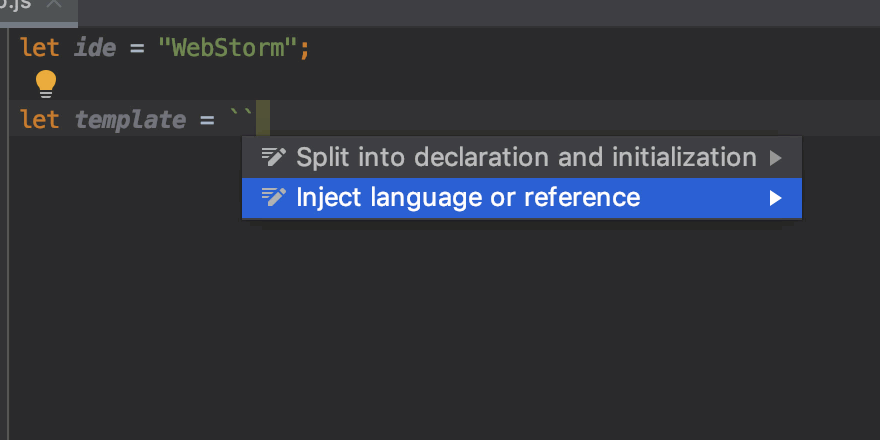 .js
let ide = "WebStorm";
let template = ``
Split into declaration and initialization
Inject language or reference